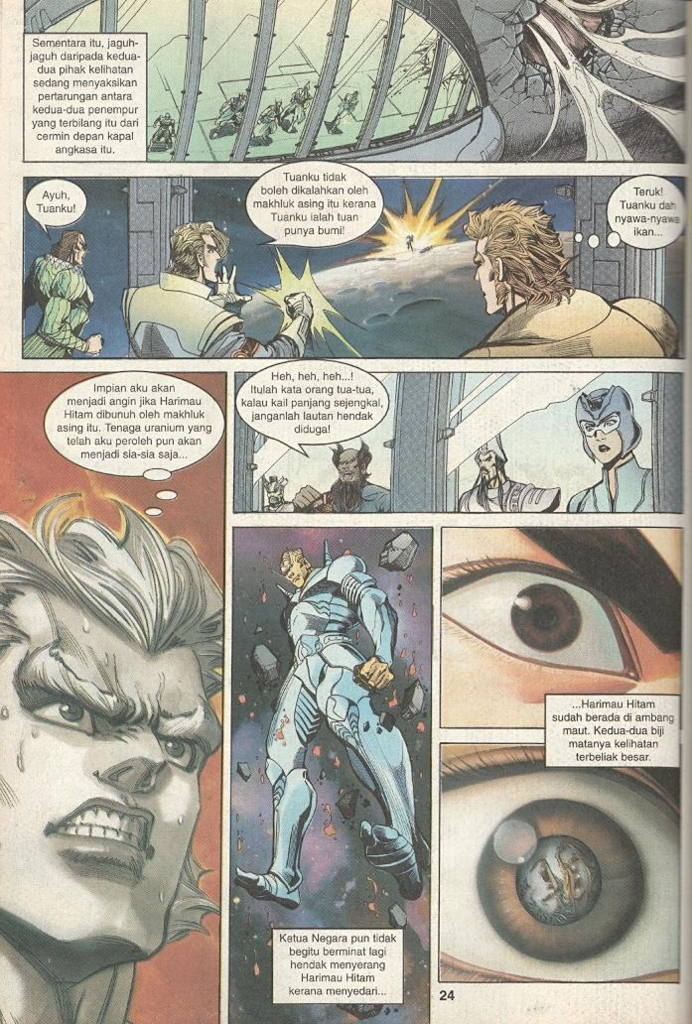 Sementara itu, jaguh-
jaguh daripada kedua-
dua pihak kelihatan
sedang menyaksikan
pertarungan antara
kedua-dua penempur
yang terbilang itu dari
cermin depan kapal
angkasa itu.
Ayuh,
Tuanku!
Tuanku tidak
boleh dikalahkan oleh
makhluk asing itu kerana
Tuanku ialah tuan
punya bumi!
Teruk!
Tuanku dah
nyawa-nyawa
ikan...
Impian aku akan
menjadi angin jika Harimau
Hitam dibunuh oleh makhluk
asing itu. Tenaga uranium yang
telah aku peroleh pun akan
menjadi sia-sia saja...
Heh, heh, heh...!
Itulah kata orang tua-tua,
kalau kail panjang sejengkal,
janganlah lautan hendak
diduga!
Ketua Negara pun tidak
begitu berminat lagi
hendak menyerang
Harimau Hitam
kerana menyedari...
...Harimau Hitam
sudah berada di ambang
maut. Kedua-dua biji
matanya kelihatan
terbeliak besar.
24